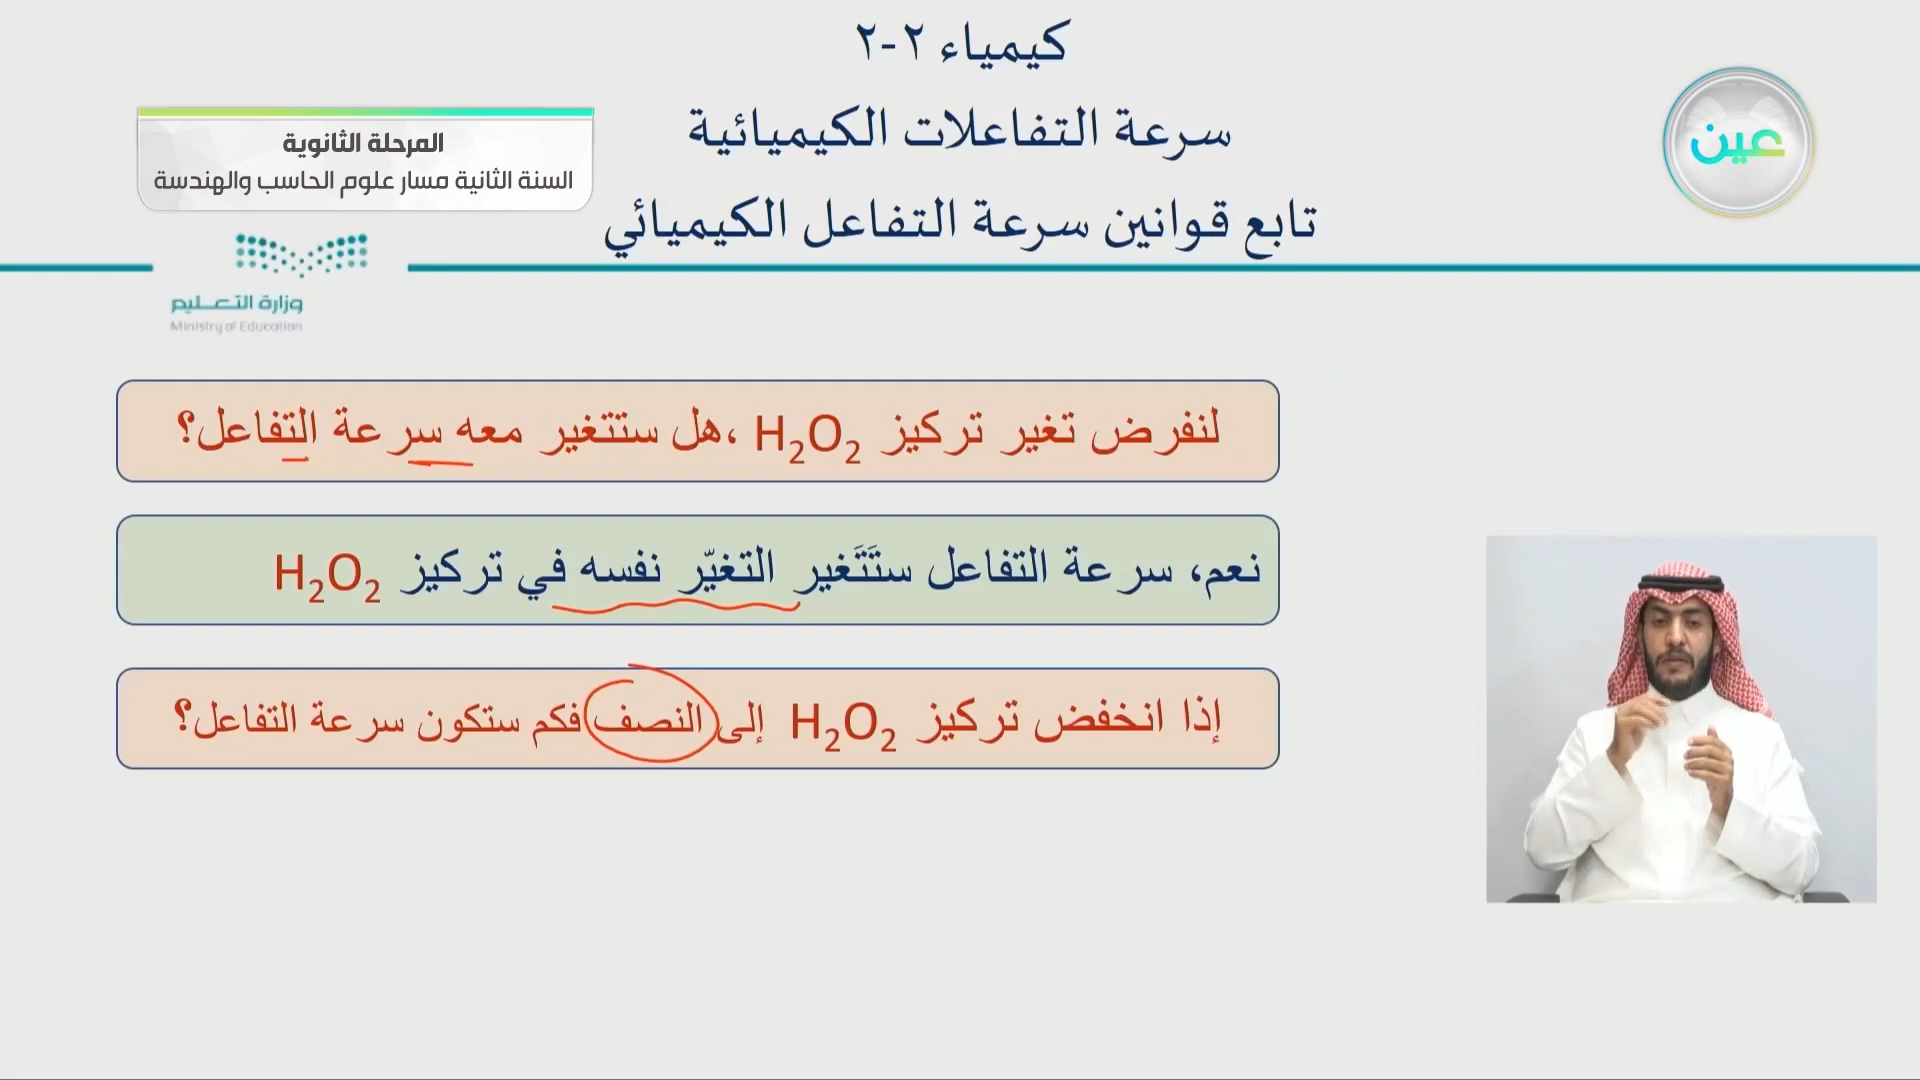 كيمياء ٢-٢
سرعة التفاعلات الكيميائية
تابع قوانين سرعة التفاعل الكيميائي
المرحلة الثانوية
السنة الثانية مسار علوم الحاسب والهندسة
عين
وزارة التعـــليم
Ministry of Education
لنفرض تغير تركيز H₂O₂ ،هل ستتغير معه سرعة التفاعل؟
نعم، سرعة التفاعل ستَتَغير التغيّر نفسه في تركيز H₂O₂
إذا انخفض تركيز H₂O₂ إلى النصف فكم ستكون سرعة التفاعل؟